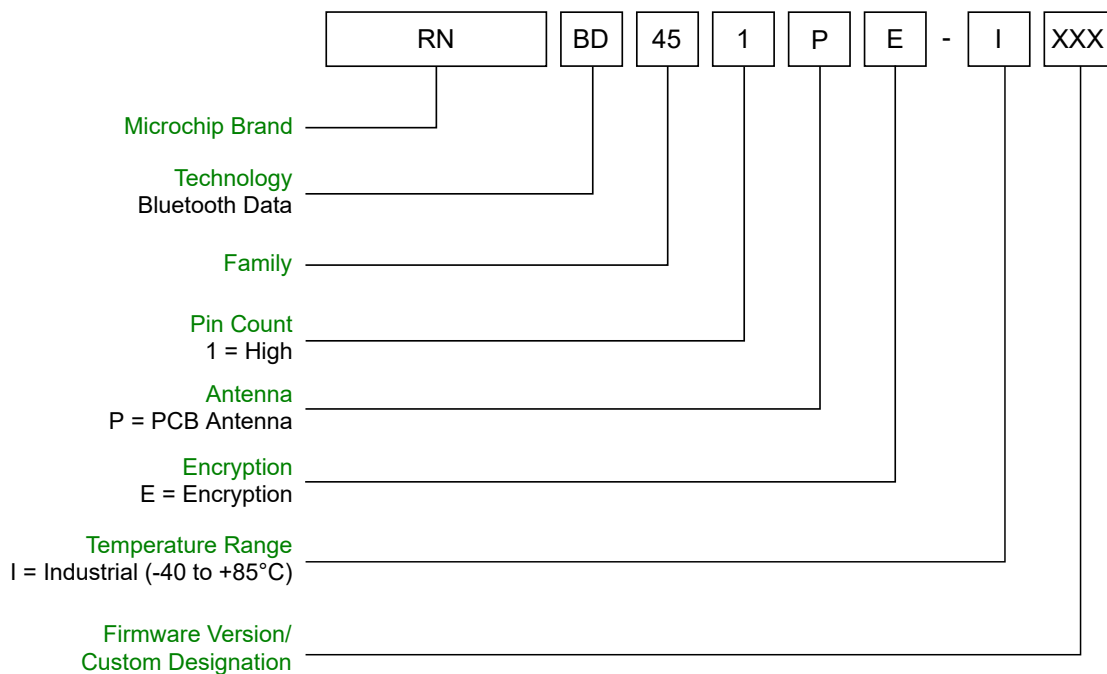 RN BD 45 1 P E - I XXX
Microchip Brand
Technology
Bluetooth Data
Family
Pin Count
1 = High
Antenna
P = PCB Antenna
Encryption
E = Encryption
Temperature Range
I = Industrial (-40 to +85°C)
Firmware Version/
Custom Designation